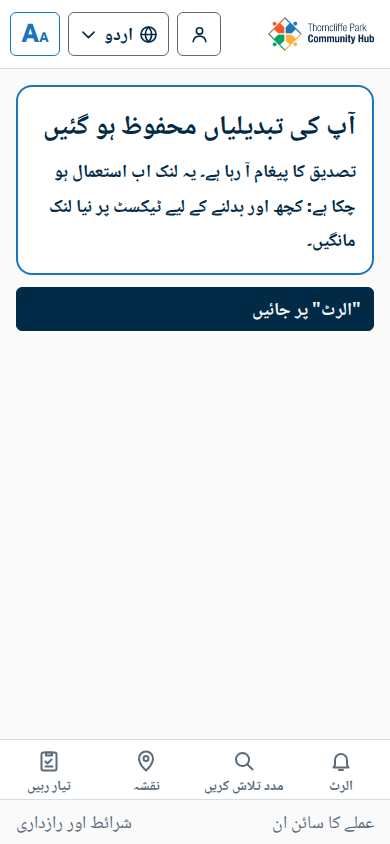 Thorncliffe Park
Community Hub
اردو
AA
آپ کی تبدیلیاں محفوظ ہو گئیں
تصدیق کا پیغام آ رہا ہے۔ یہ لنک اب استعمال ہو
چکا ہے: کچھ اور بدلنے کے لیے ٹیکسٹ پر نیا لنک
مانگیں۔
"الرٹ" پر جائیں
الرٹ
مدد تلاش کریں
نقشہ
تیار رہیں
عملے کا سائن ان
شرائط اور رازداری